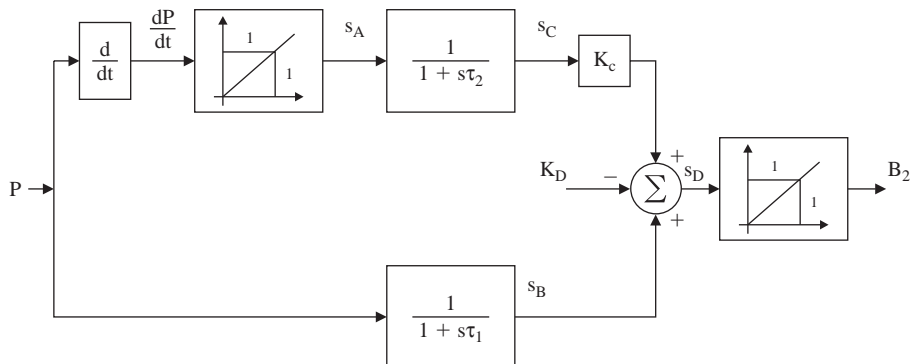 P
d
dt
dP
dt
1
1
s_A
1
1 + sτ_2
s_C
K_c
K_D
−
+
Σ
+
s_D
1
1
B_2
1
1 + sτ_1
s_B